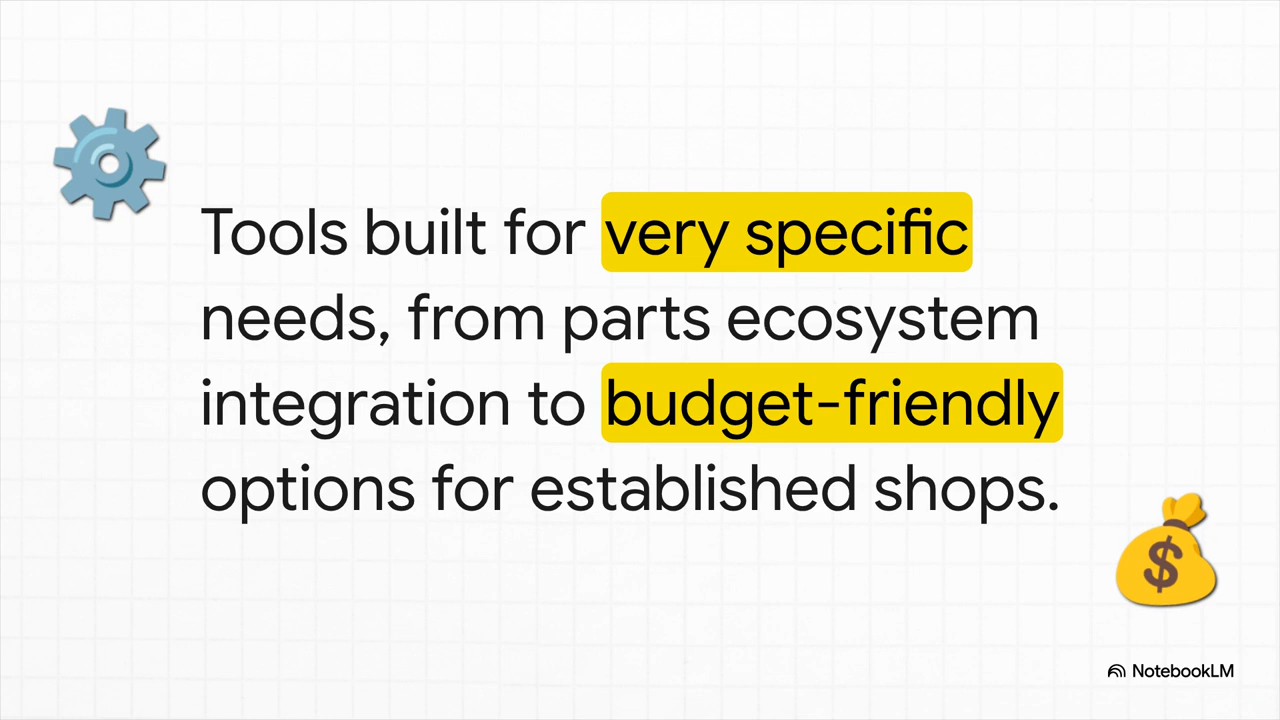 Tools built for very specific
needs, from parts ecosystem
integration to budget-friendly
options for established shops.
$
NotebookLM